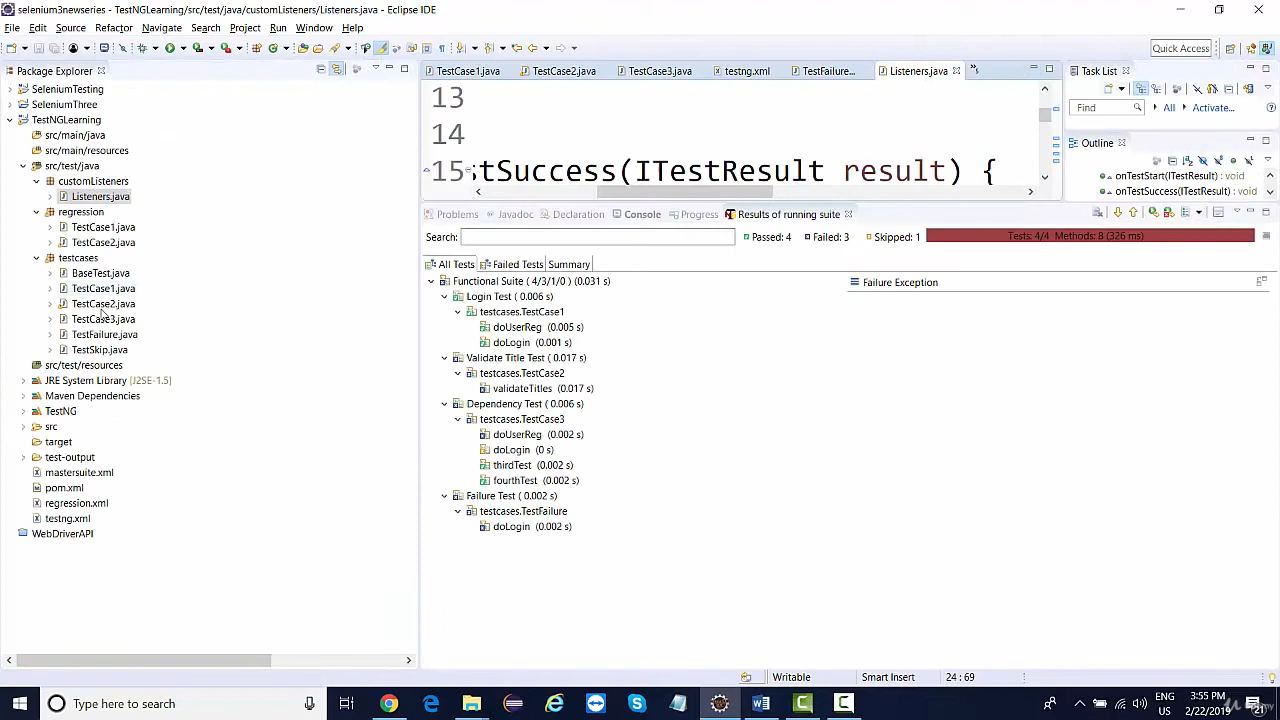 selenium3newseries - TestNGLearning/src/test/java/customListeners/Listeners.java - Eclipse IDE
File Edit Source Refactor Navigate Search Project Run Window Help
Quick Access
Package Explorer
SeleniumTesting
SeleniumThree
TestNGLearning
src/main/java
src/main/resources
src/test/java
customListeners
Listeners.java
regression
TestCase1.java
TestCase2.java
testcases
BaseTest.java
TestCase1.java
TestCase2.java
TestCase3.java
TestFailure.java
TestSkip.java
src/test/resources
JRE System Library [J2SE-1.5]
Maven Dependencies
TestNG
src
target
test-output
mastersuite.xml
pom.xml
regression.xml
testng.xml
WebDriverAPI
TestCase1.java TestCase2.java TestCase3.java testng.xml TestFailure... Listeners.java
13
14
15 stSuccess(ITestResult result) {
Task List
Find All Activate...
Outline
onTestStart(ITestResult) : void
onTestSuccess(ITestResult) : void
Problems Javadoc Declaration Console Progress Results of running suite
Search: Passed: 4 Failed: 3 Skipped: 1 Tests: 4/4 Methods: 8 (326 ms)
All Tests Failed Tests Summary
Functional Suite ( 4/3/1/0 ) (0.031 s)
Login Test ( 0.006 s)
testcases.TestCase1
doUserReg (0.005 s)
doLogin (0.001 s)
Validate Title Test ( 0.017 s)
testcases.TestCase2
validateTitles (0.017 s)
Dependency Test ( 0.006 s)
testcases.TestCase3
doUserReg (0.002 s)
doLogin (0 s)
thirdTest (0.002 s)
fourthTest (0.002 s)
Failure Test ( 0.002 s)
testcases.TestFailure
doLogin (0.002 s)
Failure Exception
Writable Smart Insert 24 : 69
Type here to search
ENG
US
3:55 PM
2/22/2019
21